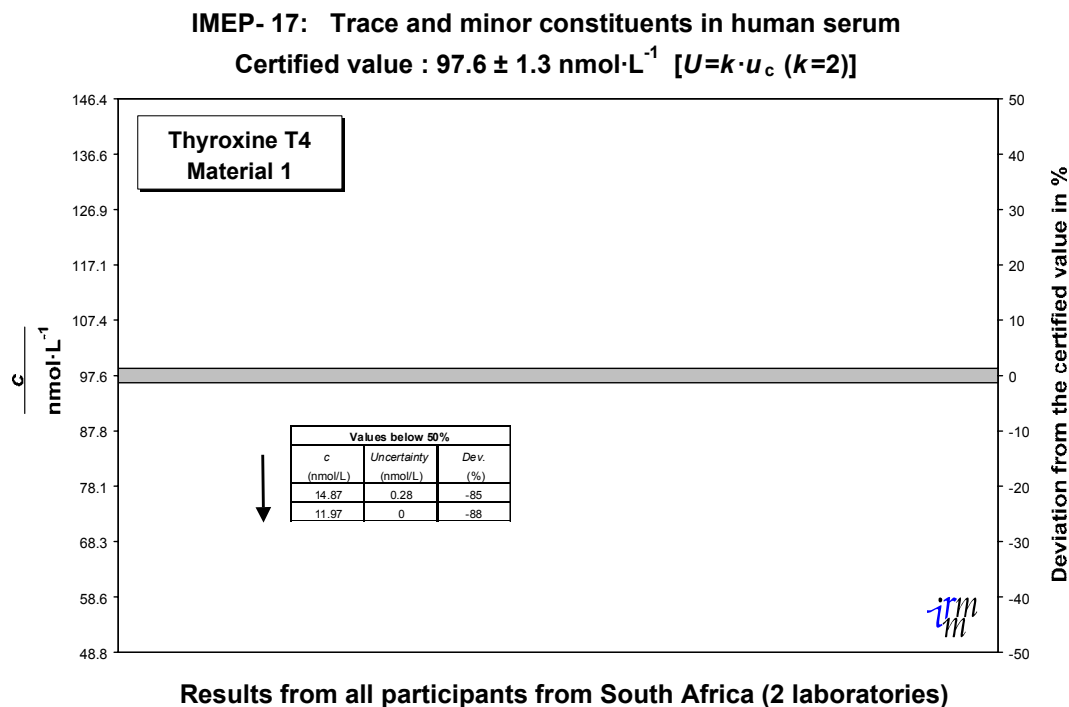 IMEP- 17: Trace and minor constituents in human serum
Certified value : 97.6 ± 1.3 nmol·L⁻¹ [U=k·u c (k=2)]
Thyroxine T4
Material 1
146.4
136.6
126.9
117.1
107.4
97.6
87.8
78.1
68.3
58.6
48.8
c
nmol·L⁻¹
Values below 50%
c Uncertainty Dev.
(nmol/L) (nmol/L) (%)
14.87 0.28 -85
11.97 0 -88
50
40
30
20
10
0
-10
-20
-30
-40
-50
Deviation from the certified value in %
irmm
Results from all participants from South Africa (2 laboratories)